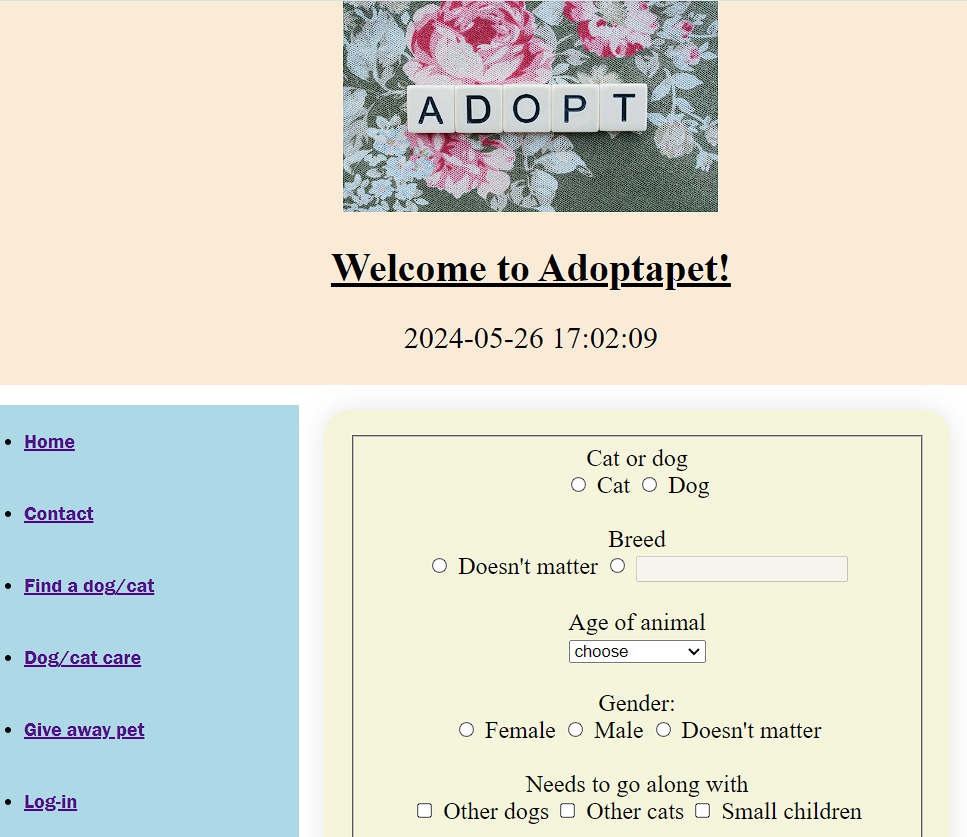 ADOPT
Welcome to Adoptapet!
2024-05-26 17:02:09
Home
Contact
Find a dog/cat
Dog/cat care
Give away pet
Log-in
Cat or dog
Cat Dog
Breed
Doesn't matter
Age of animal
choose
Gender:
Female Male Doesn't matter
Needs to go along with
Other dogs Other cats Small children